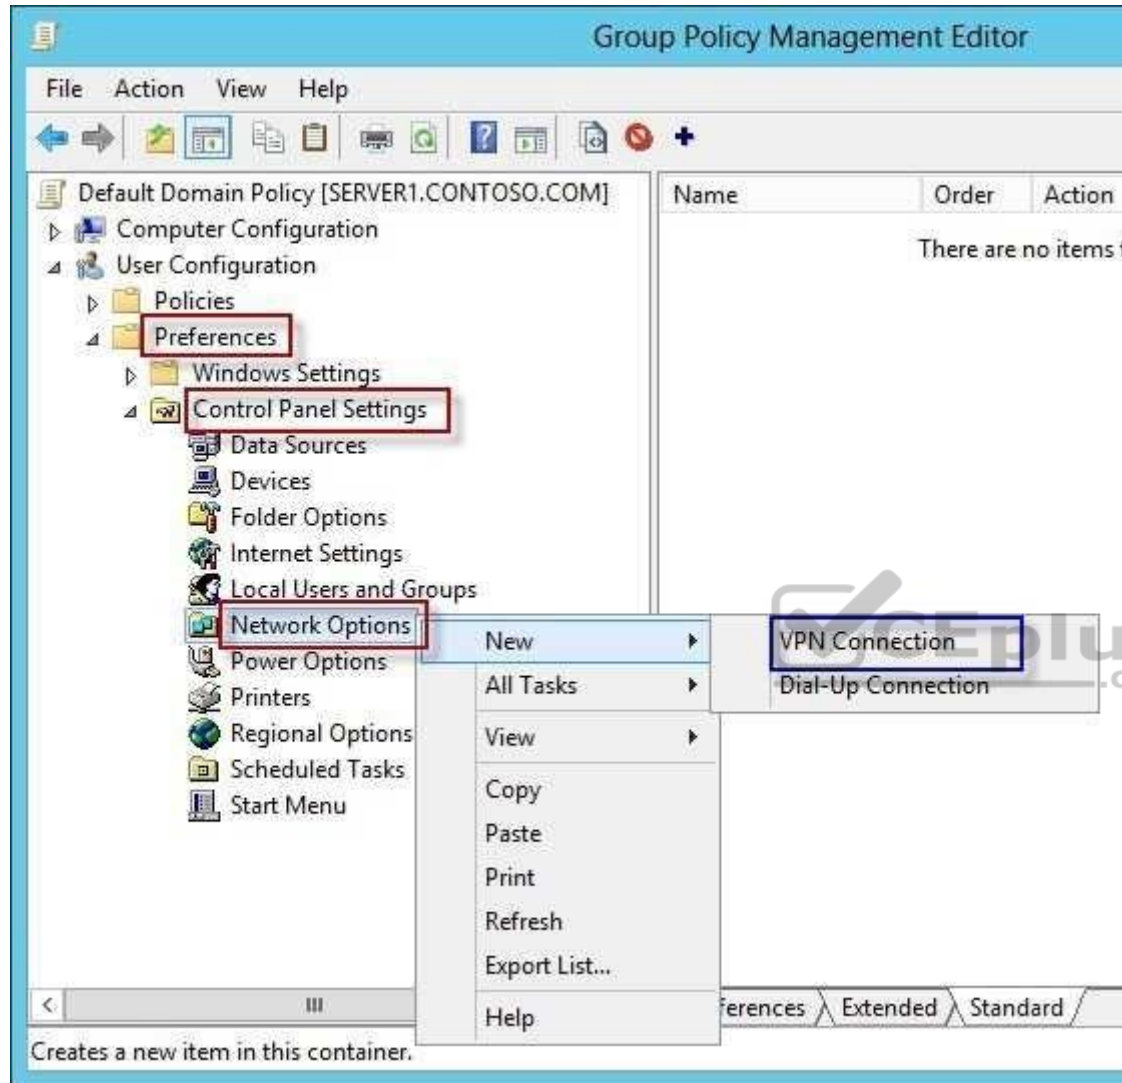 Group Policy Management Editor
File Action View Help
Default Domain Policy [SERVER1.CONTOSO.COM]
Computer Configuration
User Configuration
Policies
Preferences
Windows Settings
Control Panel Settings
Data Sources
Devices
Folder Options
Internet Settings
Local Users and Groups
Network Options
Power Options
Printers
Regional Options
Scheduled Tasks
Start Menu
Name Order Action
There are no items
New
All Tasks
View
Copy
Paste
Print
Refresh
Export List...
Help
VPN Connection
Dial-Up Connection
Extended Standard
Creates a new item in this container.